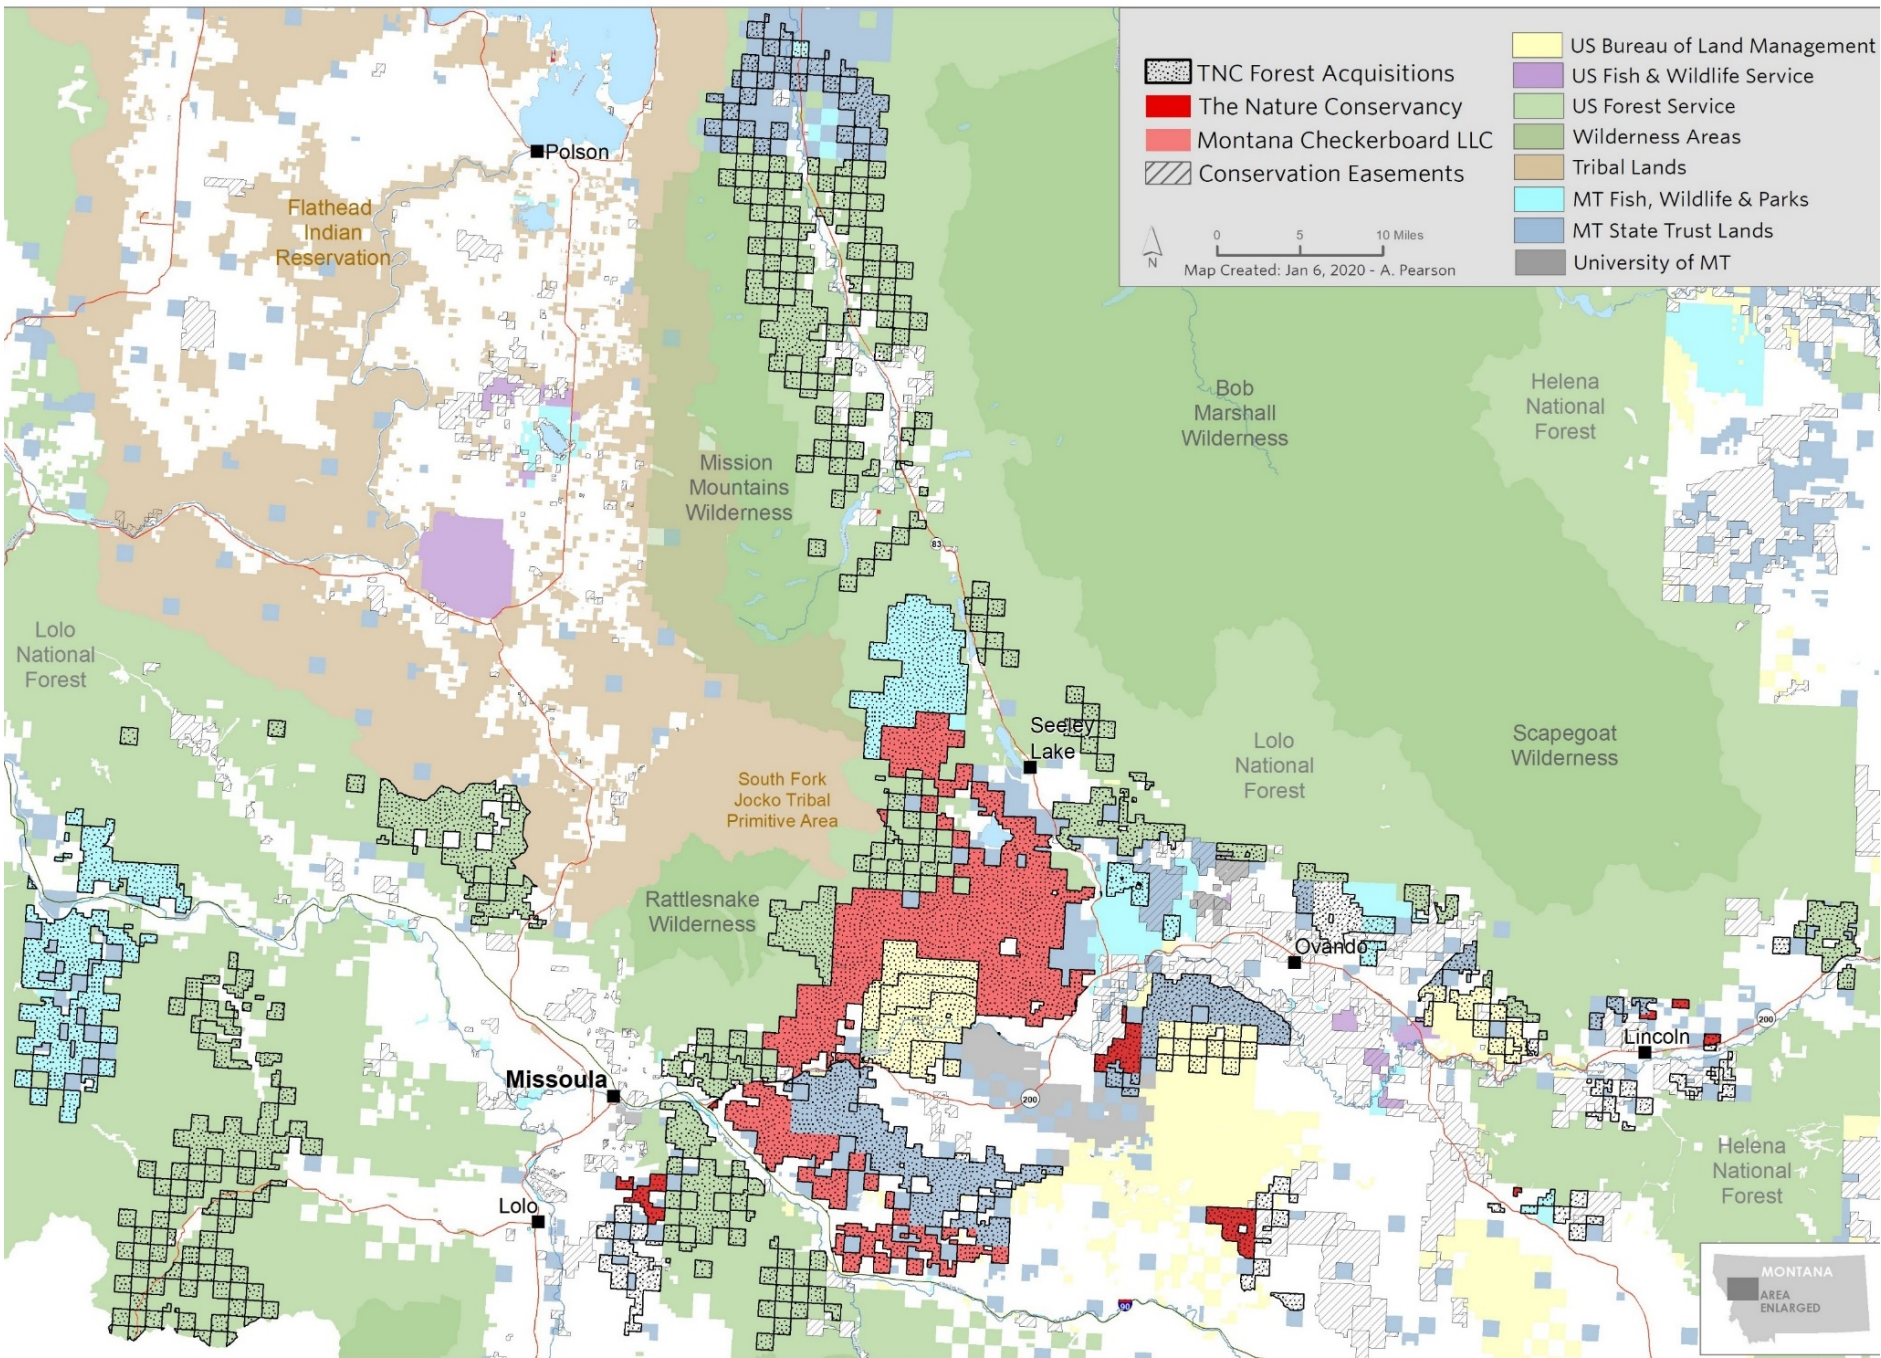 TNC Forest Acquisitions
The Nature Conservancy
Montana Checkerboard LLC
Conservation Easements
N
0 5 10 Miles
Map Created: Jan 6, 2020 - A. Pearson
US Bureau of Land Management
US Fish & Wildlife Service
US Forest Service
Wilderness Areas
Tribal Lands
MT Fish, Wildlife & Parks
MT State Trust Lands
University of MT
Polson
Flathead
Indian
Reservation
Bob
Marshall
Wilderness
Helena
National
Forest
Mission
Mountains
Wilderness
83
Lolo
National
Forest
Seeley
Lake
Lolo
National
Forest
Scapegoat
Wilderness
South Fork
Jocko Tribal
Primitive Area
Rattlesnake
Wilderness
Ovando
200
Lincoln
Missoula
200
Helena
National
Forest
Lolo
90
MONTANA
AREA
ENLARGED